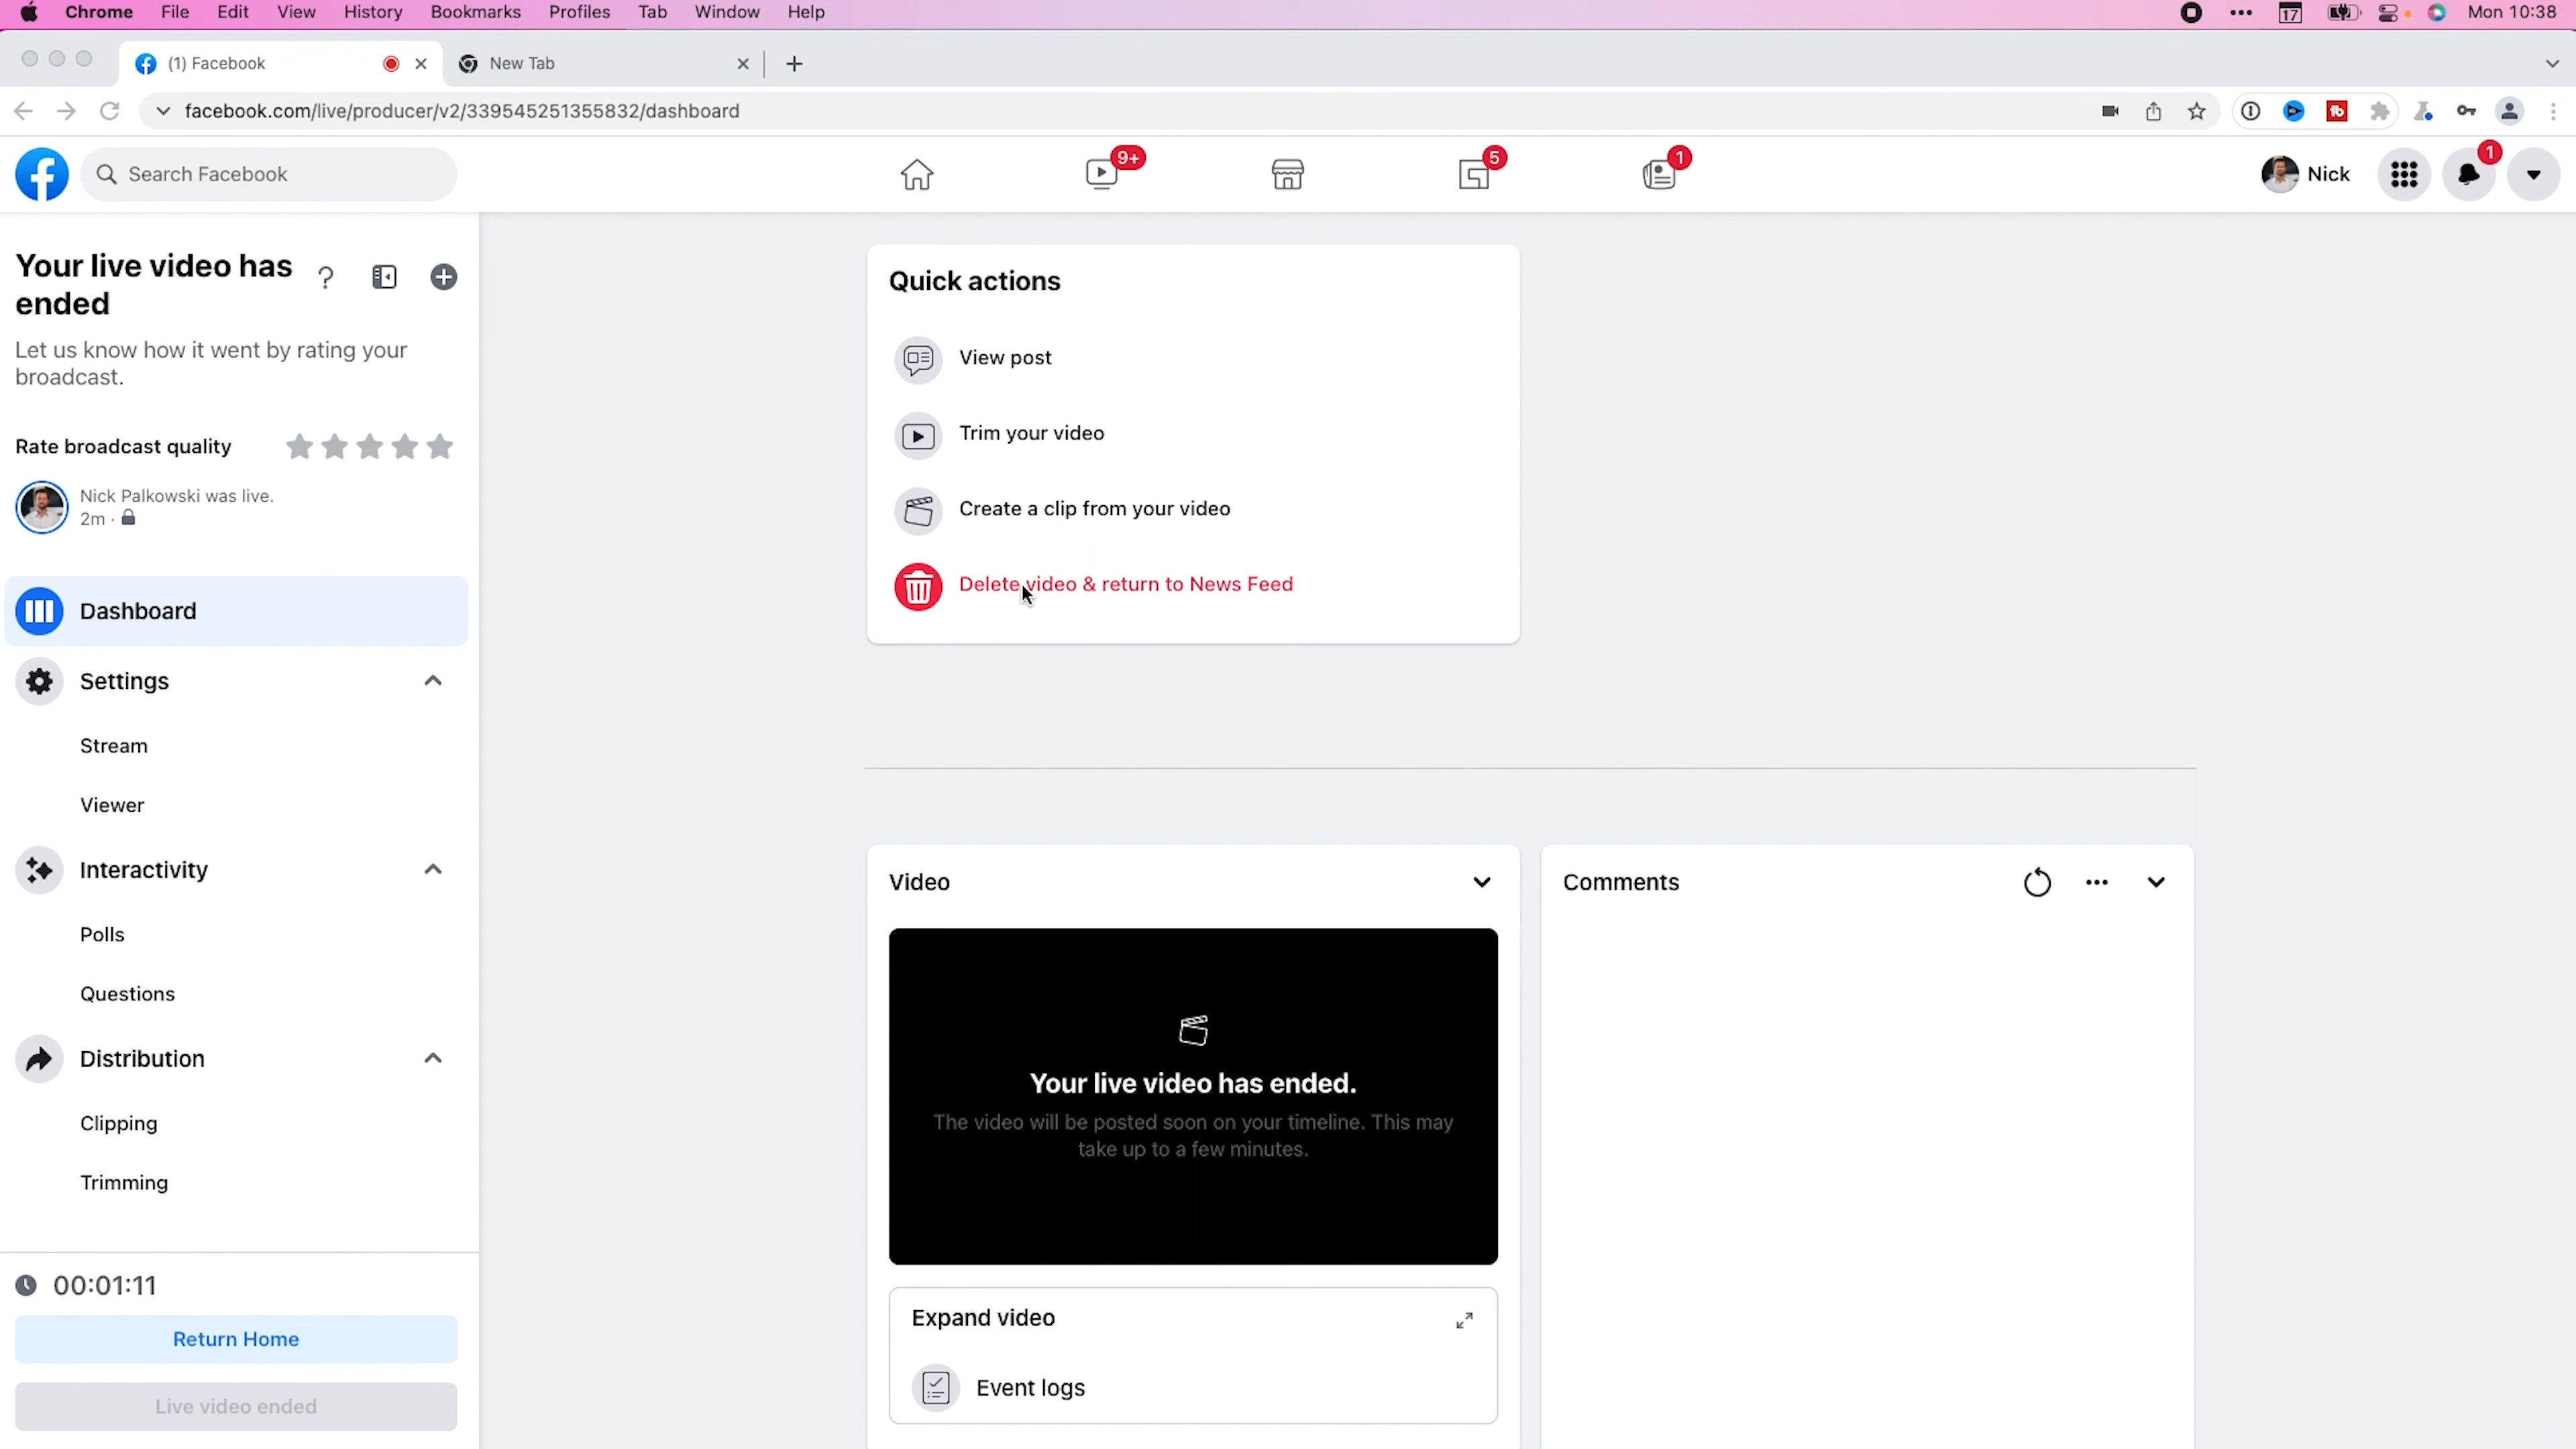 Chrome File Edit View History Bookmarks Profiles Tab Window Help
17 Mon 10:38
(1) Facebook
New Tab
facebook.com/live/producer/v2/339545251355832/dashboard
Search Facebook
9+
5
1
Nick
1
Your live video has
ended
Let us know how it went by rating your
broadcast.
Rate broadcast quality
Nick Palkowski was live.
2m ·
Dashboard
Settings
Stream
Viewer
Interactivity
Polls
Questions
Distribution
Clipping
Trimming
00:01:11
Return Home
Live video ended
Quick actions
View post
Trim your video
Create a clip from your video
Delete video & return to News Feed
Video
Your live video has ended.
The video will be posted soon on your timeline. This may
take up to a few minutes.
Expand video
Event logs
Comments